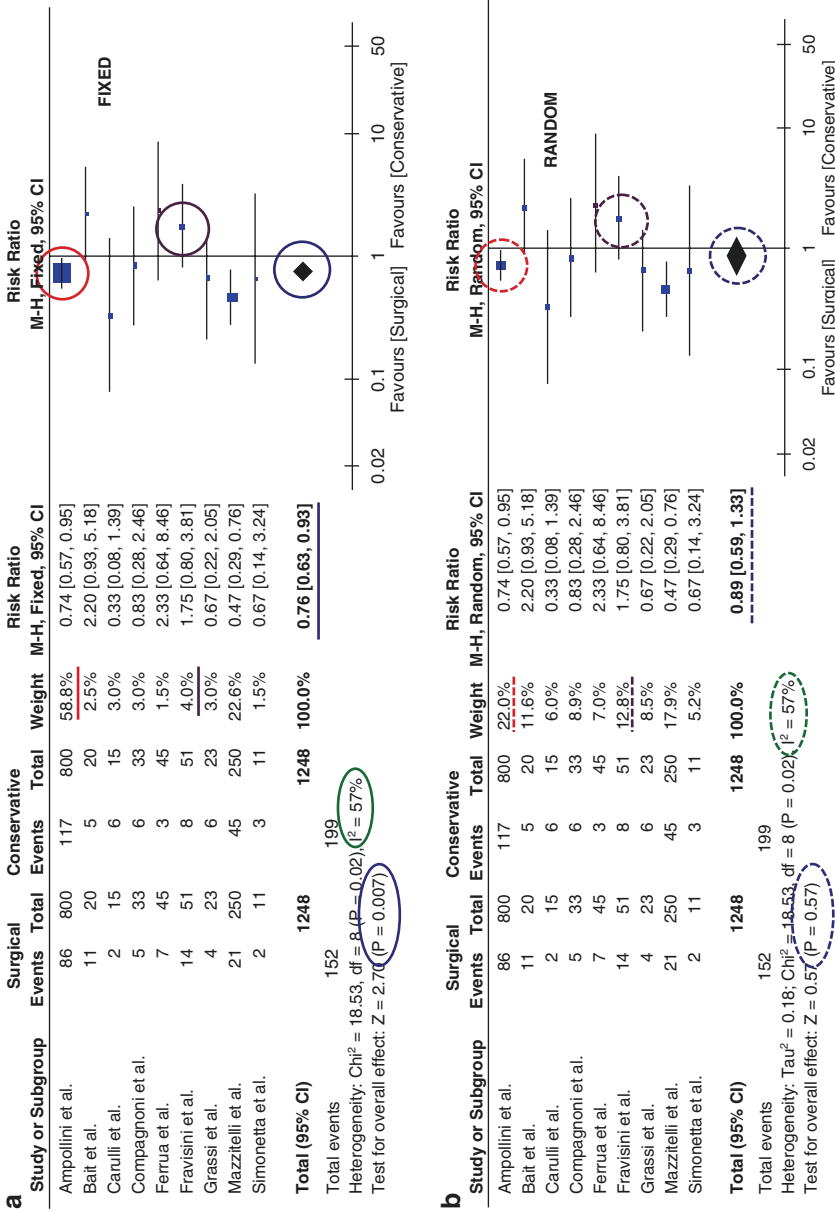 a
Surgical Conservative Risk Ratio Risk Ratio
Study or Subgroup Events Total Events Total Weight M-H, Fixed, 95% CI M-H, Fixed, 95% CI
Ampollini et al. 86 800 117 800 58.8% 0.74 [0.57, 0.95]
Bait et al. 11 20 5 20 2.5% 2.20 [0.93, 5.18]
Carulli et al. 2 15 6 15 3.0% 0.33 [0.08, 1.39]
Compagnoni et al. 5 33 6 33 3.0% 0.83 [0.28, 2.46]
Ferrua et al. 7 45 3 45 1.5% 2.33 [0.64, 8.46]
Fravisini et al. 14 51 8 51 4.0% 1.75 [0.80, 3.81]
Grassi et al. 4 23 6 23 3.0% 0.67 [0.22, 2.05]
Mazzitelli et al. 21 250 45 250 22.6% 0.47 [0.29, 0.76]
Simonetta et al. 2 11 3 11 1.5% 0.67 [0.14, 3.24]
FIXED
Total (95% CI) 1248 1248 100.0% 0.76 [0.63, 0.93]
Total events 152 199
Heterogeneity: Chi² = 18.53, df = 8 (P = 0.02), I² = 57%
Test for overall effect: Z = 2.70 (P = 0.007)
0.02 0.1 1 10 50
Favours [Surgical] Favours [Conservative]
b
Surgical Conservative Risk Ratio Risk Ratio
Study or Subgroup Events Total Events Total Weight M-H, Random, 95% CI M-H, Random, 95% CI
Ampollini et al. 86 800 117 800 22.0% 0.74 [0.57, 0.95]
Bait et al. 11 20 5 20 11.6% 2.20 [0.93, 5.18]
Carulli et al. 2 15 6 15 6.0% 0.33 [0.08, 1.39]
Compagnoni et al. 5 33 6 33 8.9% 0.83 [0.28, 2.46]
Ferrua et al. 7 45 3 45 7.0% 2.33 [0.64, 8.46]
Fravisini et al. 14 51 8 51 12.8% 1.75 [0.80, 3.81]
Grassi et al. 4 23 6 23 8.5% 0.67 [0.22, 2.05]
Mazzitelli et al. 21 250 45 250 17.9% 0.47 [0.29, 0.76]
Simonetta et al. 2 11 3 11 5.2% 0.67 [0.14, 3.24]
RANDOM
Total (95% CI) 1248 1248 100.0% 0.89 [0.59, 1.33]
Total events 152 199
Heterogeneity: Tau² = 0.18; Chi² = 18.53, df = 8 (P = 0.02), I² = 57%
Test for overall effect: Z = 0.57 (P = 0.57)
0.02 0.1 1 10 50
Favours [Surgical] Favours [Conservative]